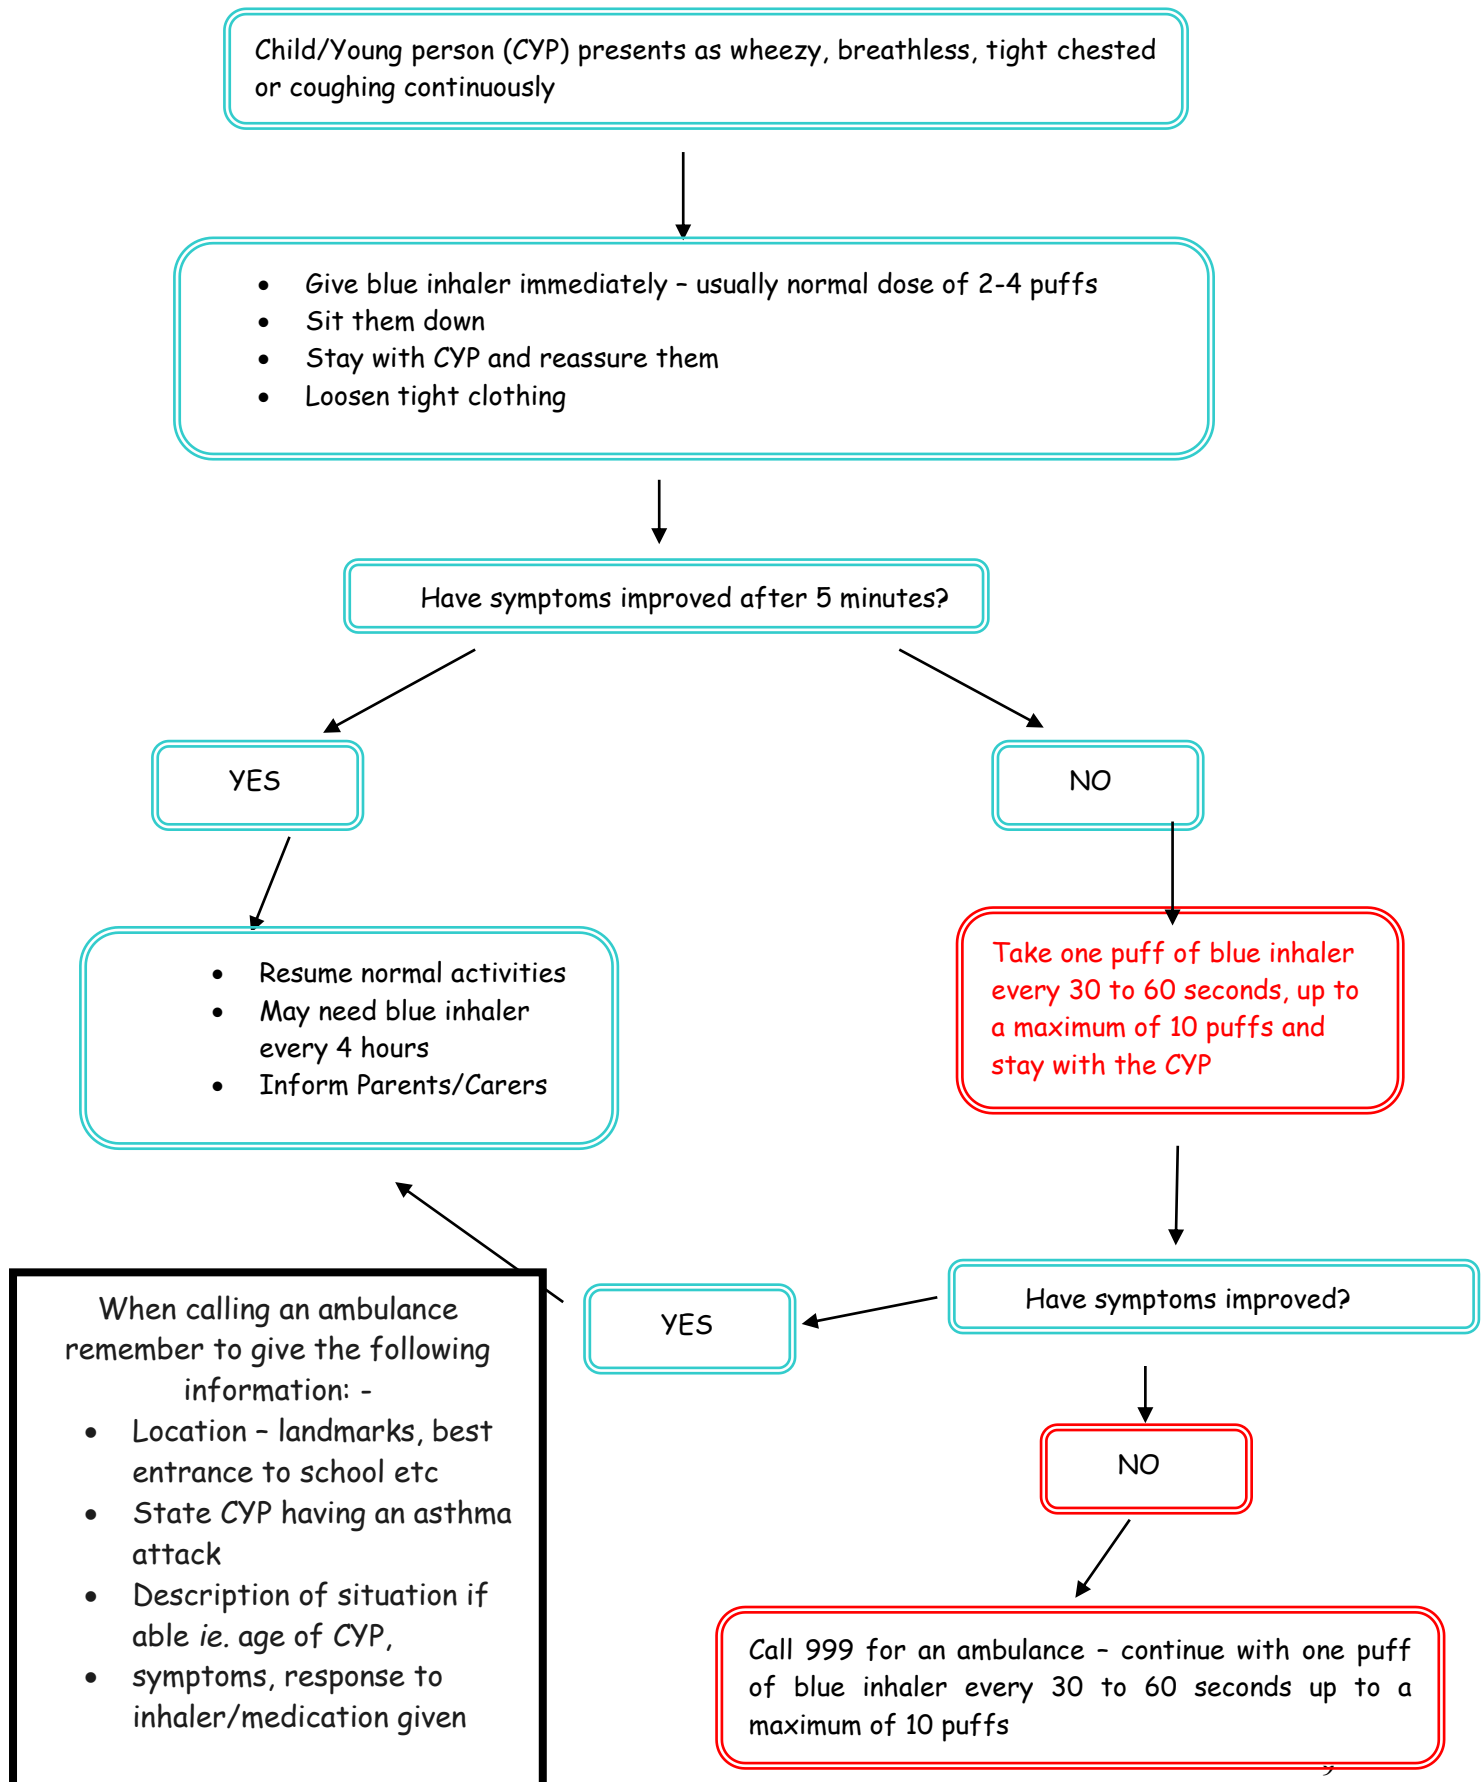 Child/Young person (CYP) presents as wheezy, breathless, tight chested
or coughing continuously
• Give blue inhaler immediately – usually normal dose of 2-4 puffs
• Sit them down
• Stay with CYP and reassure them
• Loosen tight clothing
Have symptoms improved after 5 minutes?
YES
NO
• Resume normal activities
• May need blue inhaler
every 4 hours
• Inform Parents/Carers
Take one puff of blue inhaler
every 30 to 60 seconds, up to
a maximum of 10 puffs and
stay with the CYP
Have symptoms improved?
YES
NO
When calling an ambulance
remember to give the following
information: -
• Location – landmarks, best
entrance to school etc
• State CYP having an asthma
attack
• Description of situation if
able ie. age of CYP,
• symptoms, response to
inhaler/medication given
Call 999 for an ambulance – continue with one puff
of blue inhaler every 30 to 60 seconds up to a
maximum of 10 puffs